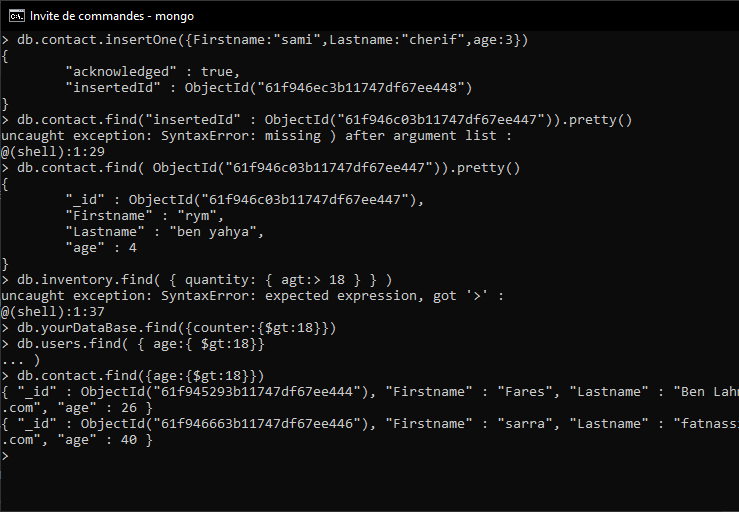 Invite de commandes - mongo
> db.contact.insertOne({Firstname:"sami",Lastname:"cherif",age:3})
{
        "acknowledged" : true,
        "insertedId" : ObjectId("61f946ec3b11747df67ee448")
}
> db.contact.find("insertedId" : ObjectId("61f946c03b11747df67ee447")).pretty()
uncaught exception: SyntaxError: missing ) after argument list :
@(shell):1:29
> db.contact.find( ObjectId("61f946c03b11747df67ee447")).pretty()
{
        "_id" : ObjectId("61f946c03b11747df67ee447"),
        "Firstname" : "rym",
        "Lastname" : "ben yahya",
        "age" : 4
}
> db.inventory.find( { quantity: { agt:> 18 } } )
uncaught exception: SyntaxError: expected expression, got '>' :
@(shell):1:37
> db.yourDataBase.find({counter:{$gt:18}})
> db.users.find( { age:{ $gt:18}}
... )
> db.contact.find({age:{$gt:18}})
{ "_id" : ObjectId("61f945293b11747df67ee444"), "Firstname" : "Fares", "Lastname" : "Ben Lah
.com", "age" : 26 }
{ "_id" : ObjectId("61f946663b11747df67ee446"), "Firstname" : "sarra", "Lastname" : "fatnass
.com", "age" : 40 }
>